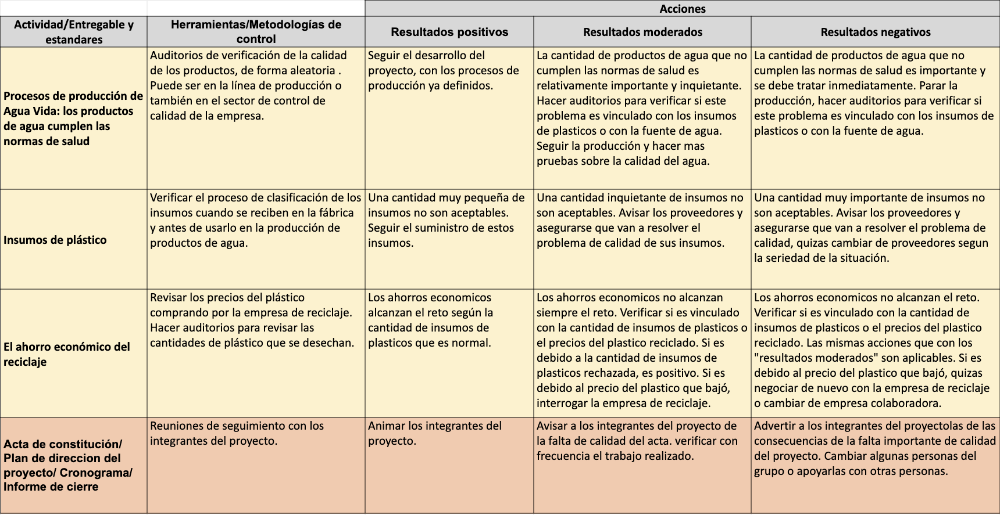 Acciones
Actividad/Entregable y
estandares
Herramientas/Metodologías de
control
Resultados positivos
Resultados moderados
Resultados negativos
Procesos de producción de
Agua Vida: los productos
de agua cumplen las
normas de salud
Auditorios de verificación de la calidad
de los productos, de forma aleatoria .
Puede ser en la línea de producción o
también en el sector de control de
calidad de la empresa.
Seguir el desarrollo del
proyecto, con los procesos de
producción ya definidos.
La cantidad de productos de agua que no
cumplen las normas de salud es
relativamente importante y inquietante.
Hacer auditorios para verificar si este
problema es vinculado con los insumos
de plasticos o con la fuente de agua.
Seguir la producción y hacer mas
pruebas sobre la calidad del agua.
La cantidad de productos de agua que no
cumplen las normas de salud es importante y
se debe tratar inmediatamente. Parar la
producción, hacer auditorios para verificar si
este problema es vinculado con los insumos de
plasticos o con la fuente de agua.
Insumos de plástico
Verificar el proceso de clasificación de los
insumos cuando se reciben en la fábrica
y antes de usarlo en la producción de
productos de agua.
Una cantidad muy pequeña de
insumos no son aceptables.
Seguir el suministro de estos
insumos.
Una cantidad inquietante de insumos no
son aceptables. Avisar los proveedores y
asegurarse que van a resolver el
problema de calidad de sus insumos.
Una cantidad muy importante de insumos no
son aceptables. Avisar los proveedores y
asegurarse que van a resolver el problema de
calidad, quizas cambiar de proveedores segun
la seriedad de la situación.
El ahorro económico del
reciclaje
Revisar los precios del plástico
comprando por la empresa de reciclaje.
Hacer auditorios para revisar las
cantidades de plástico que se desechan.
Los ahorros economicos
alcanzan el reto según la
cantidad de insumos de
plasticos que es normal.
Los ahorros economicos no alcanzan
siempre el reto. Verificar si es vinculado
con la cantidad de insumos de plasticos o
el precios del plastico reciclado. Si es
debido a la cantidad de insumos de
plasticos rechazada, es positivo. Si es
debido al precio del plastico que bajó,
interrogar la empresa de reciclaje.
Los ahorros economicos no alcanzan el reto.
Verificar si es vinculado con la cantidad de
insumos de plasticos o el precios del plastico
reciclado. Las mismas acciones que con los
"resultados moderados" son aplicables. Si es
debido al precio del plastico que bajó, quizas
negociar de nuevo con la empresa de reciclaje
o cambiar de empresa colaboradora.
Acta de constitución/
Plan de direccion del
proyecto/ Cronograma/
Informe de cierre
Reuniones de seguimiento con los
integrantes del proyecto.
Animar los integrantes del
proyecto.
Avisar a los integrantes del proyecto de
la falta de calidad del acta. verificar con
frecuencia el trabajo realizado.
Advertir a los integrantes del proyectolas de las
consecuencias de la falta importante de calidad
del proyecto. Cambiar algunas personas del
grupo o apoyarlas con otras personas.